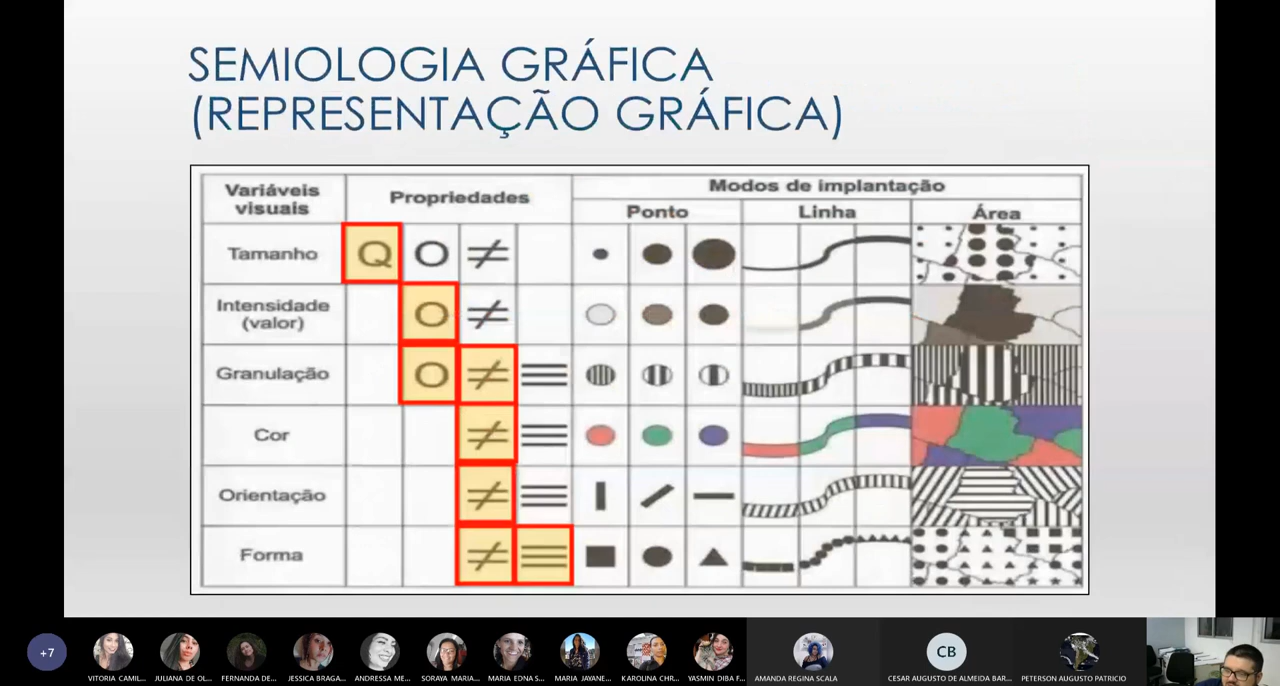 SEMIOLOGIA GRÁFICA
(REPRESENTAÇÃO GRÁFICA)
Variáveis
visuais
Propriedades
Modos de implantação
Ponto
Linha
Área
Tamanho
Q O ≠
Intensidade
(valor)
O ≠
Granulação
O ≠ ≡
Cor
≠ ≡
Orientação
≠ ≡
Forma
≠ ≡
+7
VITORIA CAMIL...
JULIANA DE OL...
FERNANDA DE...
JESSICA BRAGA...
ANDRESSA ME...
SORAYA MARIA...
MARIA EDNA S...
MARIA JAYANE...
KAROLINA CHR...
YASMIN DIBA F...
AMANDA REGINA SCALA
CB
CESAR AUGUSTO DE ALMEIDA BAR...
PETERSON AUGUSTO PATRICIO